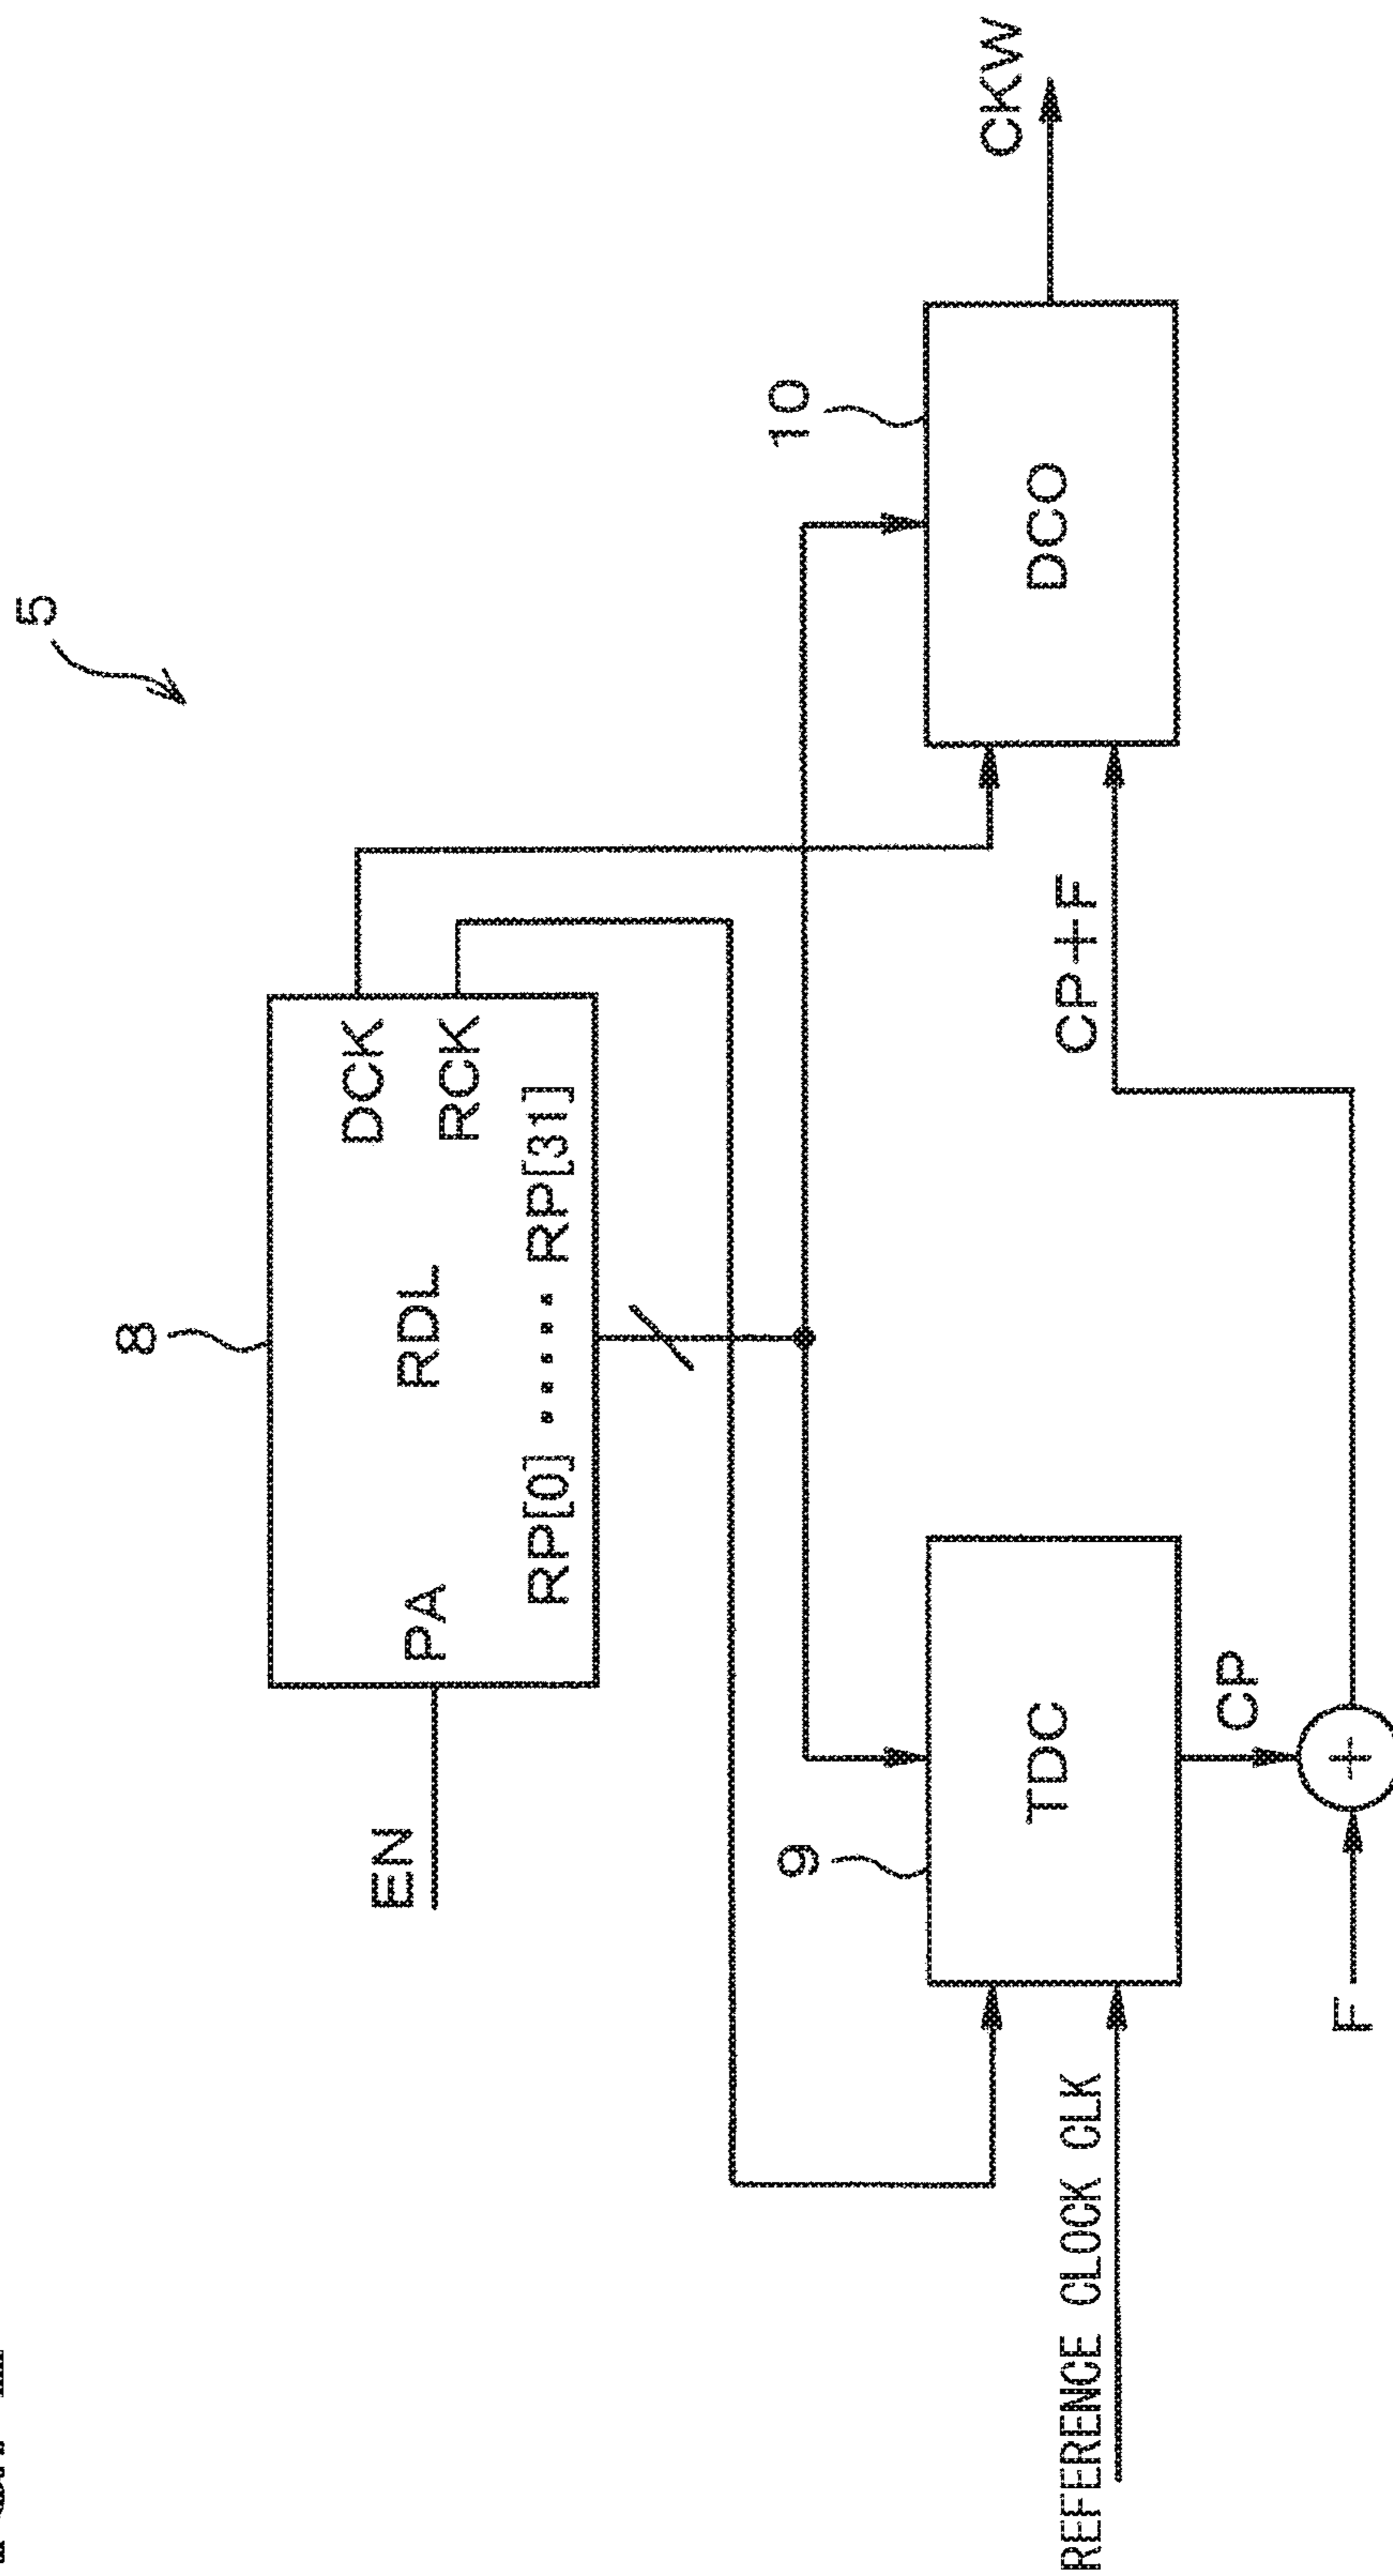 5
8
EN
PA
RDL
DCK
RCK
RP[0] ····· RP[31]
9
TDC
10
DCO
CKW
REFERENCE CLOCK CLK
CP
CP+F
F
+